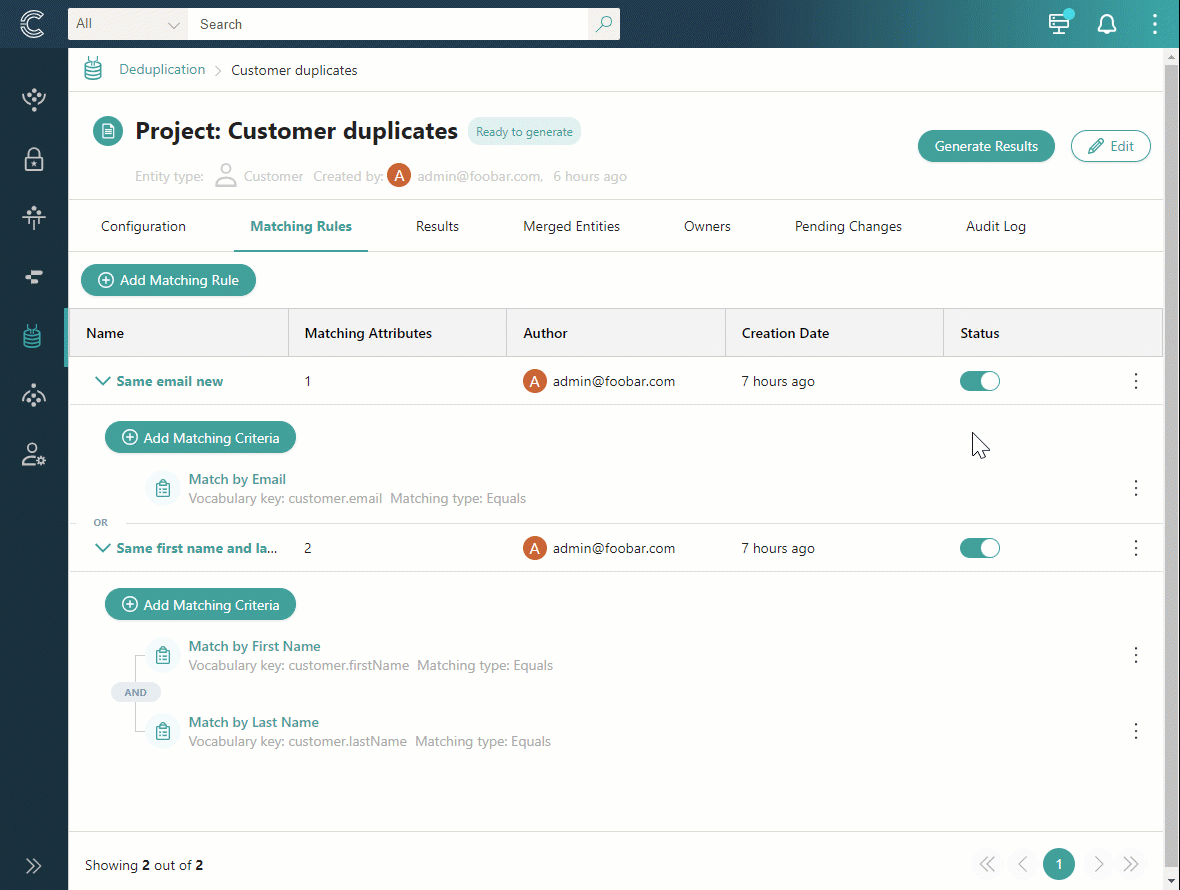 All
Search
Deduplication > Customer duplicates
Project: Customer duplicates Ready to generate
Generate Results Edit
Entity type: Customer Created by: A admin@foobar.com, 6 hours ago
Configuration Matching Rules Results Merged Entities Owners Pending Changes Audit Log
Add Matching Rule
Name Matching Attributes Author Creation Date Status
Same email new 1 A admin@foobar.com 7 hours ago
Add Matching Criteria
Match by Email
Vocabulary key: customer.email Matching type: Equals
OR
Same first name and la... 2 A admin@foobar.com 7 hours ago
Add Matching Criteria
Match by First Name
Vocabulary key: customer.firstName Matching type: Equals
AND
Match by Last Name
Vocabulary key: customer.lastName Matching type: Equals
Showing 2 out of 2
1